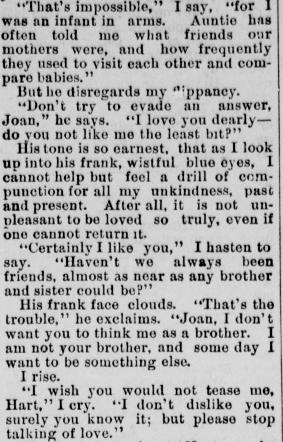 "That's impossible," I say, "for I
was an infant in arms. Auntie has
often told me what friends our
mothers were, and how frequently
they used to visit each other and com-
pare babies."
But he disregards my
"Don't try to evade an answer,
Joan," he says. "I love you dearly—
do you not like me the least bit?"
His tone is so earnest, that as I look
up into his frank, wistful blue eyes, I
cannot help but feel a drill of com-
punction for all my unkindness, past
and present. After all, it is not un-
pleasant to be loved so truly, even if
one cannot return it.
"Certainly I like you," I hasten to
say. "Haven't we always been
friends, almost as near as any brother
and sister could be?"
His frank face clouds. "That's the
trouble," he exclaims. "Joan, I don't
want you to think me as a brother. I
am not your brother, and some day I
want to be something else.
I rise.
"I wish you would not tease me,
Hart," I cry. "I don't dislike you,
surely you know it; but please stop
talking of love."